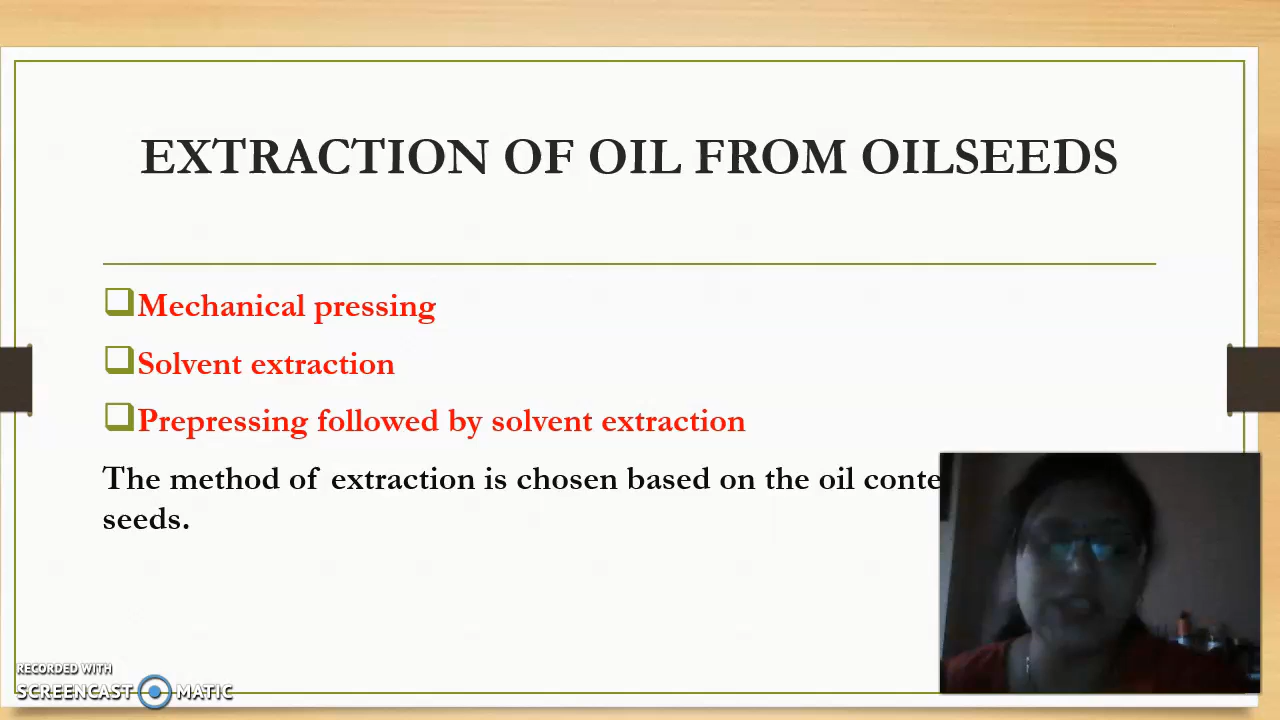 EXTRACTION OF OIL FROM OILSEEDS
Mechanical pressing
Solvent extraction
Prepressing followed by solvent extraction
The method of extraction is chosen based on the oil conte
seeds.
RECORDED WITH
SCREENCAST MATIC